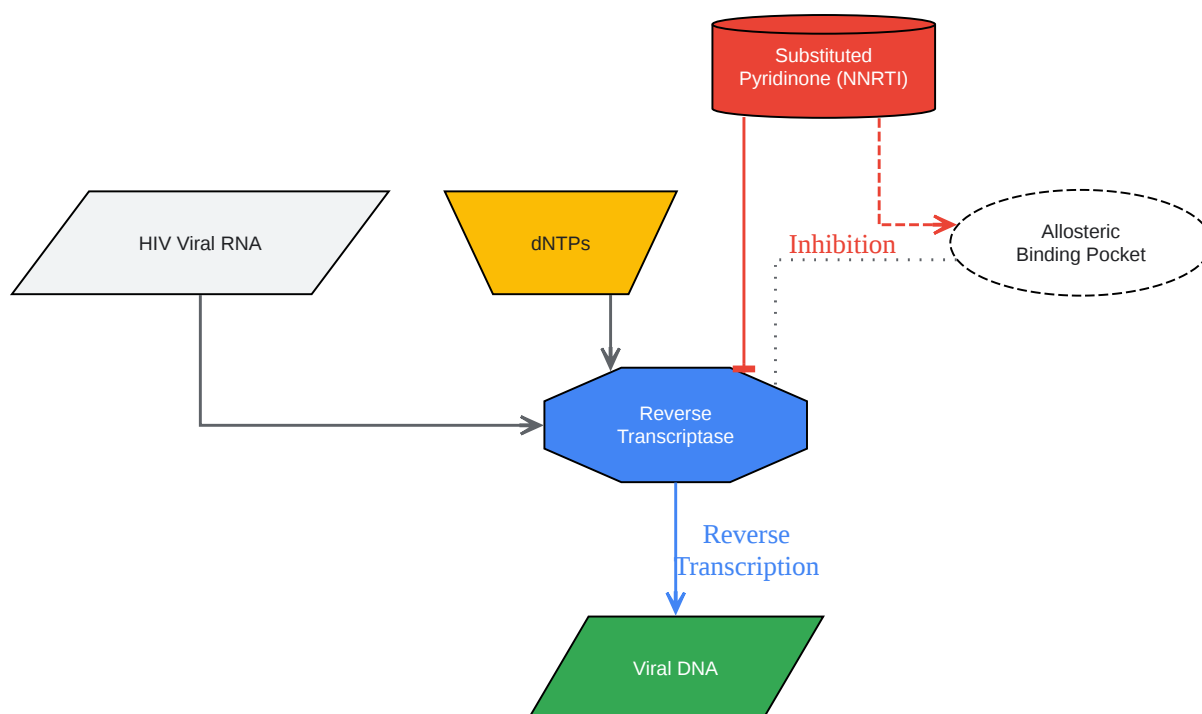 Substituted
Pyridinone (NNRTI)
HIV Viral RNA
dNTPs
Inhibition
Allosteric
Binding Pocket
Reverse
Transcriptase
Reverse
Transcription
Viral DNA